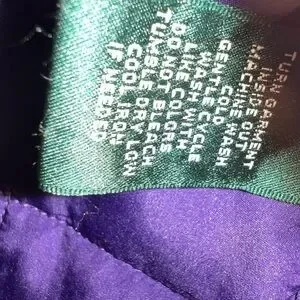 TURN GARMENT
INSIDE OUT
MACHINE WASH
COLD
GENTLE CYCLE
WASH WITH
LIKE COLORS
DO NOT BLEACH
TUMBLE DRY LOW
COOL IRON
IF NEEDED